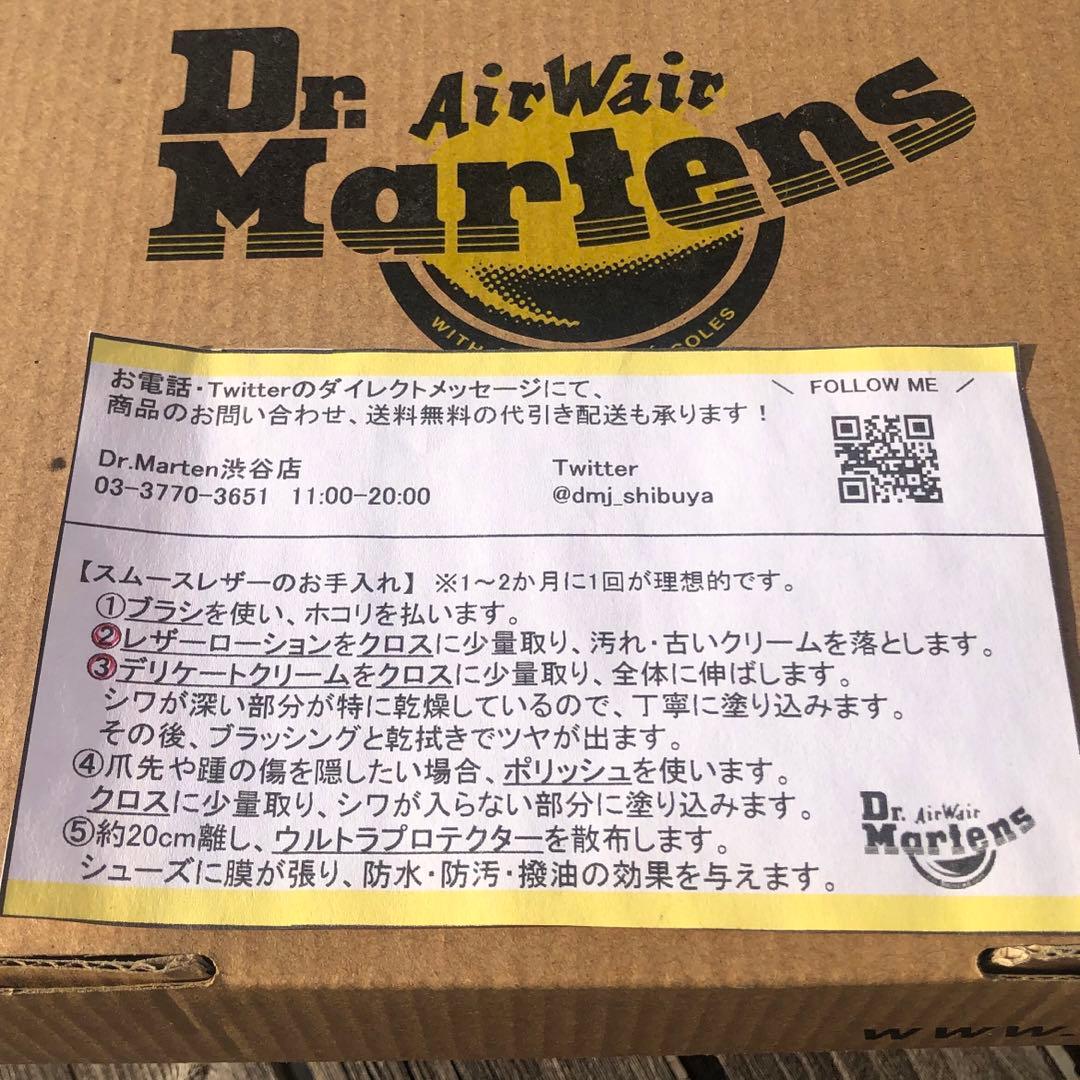 Dr. AirWair
Martens
WITH
SOLES
お電話・Twitterのダイレクトメッセージにて、
商品のお問い合わせ、送料無料の代引き配送も承ります！
＼ FOLLOW ME ／
Dr.Marten渋谷店
03-3770-3651 11:00-20:00
Twitter
@dmj_shibuya
【スムースレザーのお手入れ】 ※1～2か月に1回が理想的です。
①ブラシを使い、ホコリを払います。
②レザーローションをクロスに少量取り、汚れ・古いクリームを落とします。
③デリケートクリームをクロスに少量取り、全体に伸ばします。
シワが深い部分が特に乾燥しているので、丁寧に塗り込みます。
その後、ブラッシングと乾拭きでツヤが出ます。
④爪先や踵の傷を隠したい場合、ポリッシュを使います。
クロスに少量取り、シワが入らない部分に塗り込みます。
⑤約20cm離し、ウルトラプロテクターを散布します。
シューズに膜が張り、防水・防汚・撥油の効果を与えます。
Dr. AirWair
Martens
www.